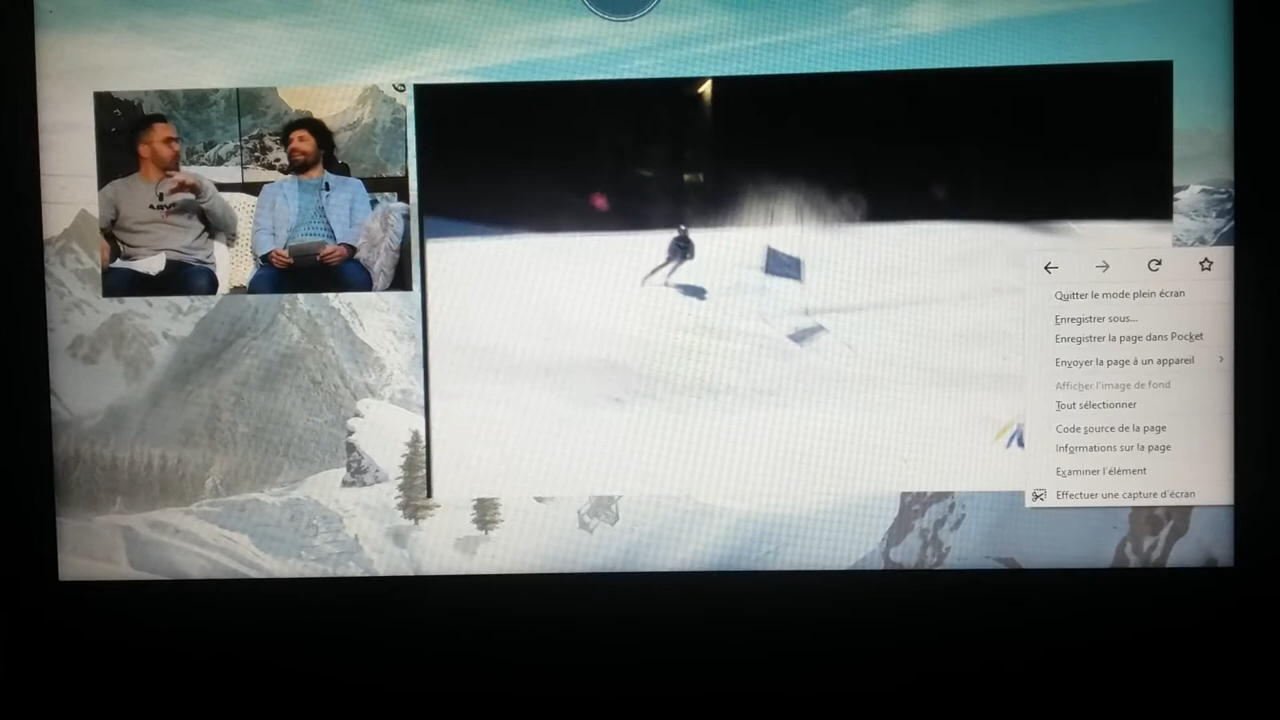 Quitter le mode plein écran
Enregistrer sous...
Enregistrer la page dans Pocket
Envoyer la page à un appareil
Afficher l'image de fond
Tout sélectionner
Code source de la page
Informations sur la page
Examiner l'élément
Effectuer une capture d'écran